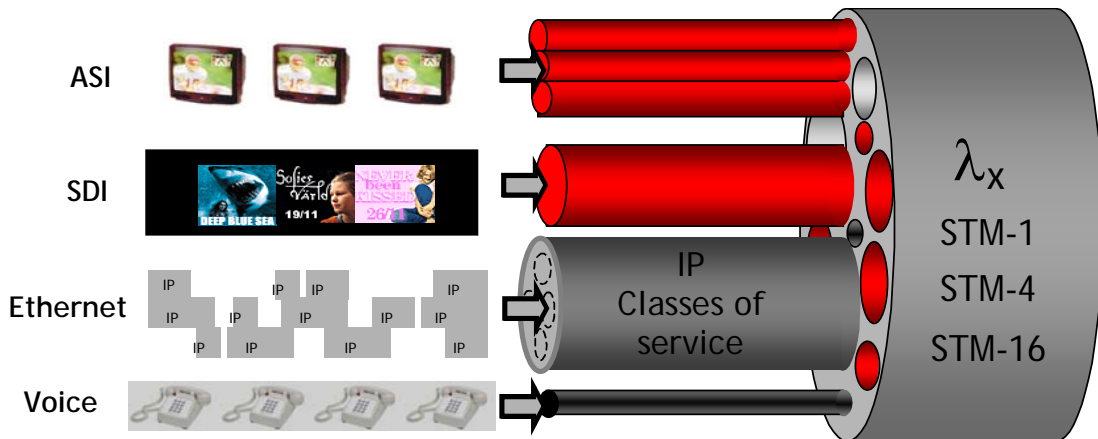 ASI
SDI
DEEP BLUE SEA
Sofies
Värld
19/11
NEVER
been
KISSED
26/11
Ethernet
IP
IP IP
IP
IP IP IP IP IP
IP IP IP IP
Voice
IP
Classes of
service
λx
STM-1
STM-4
STM-16